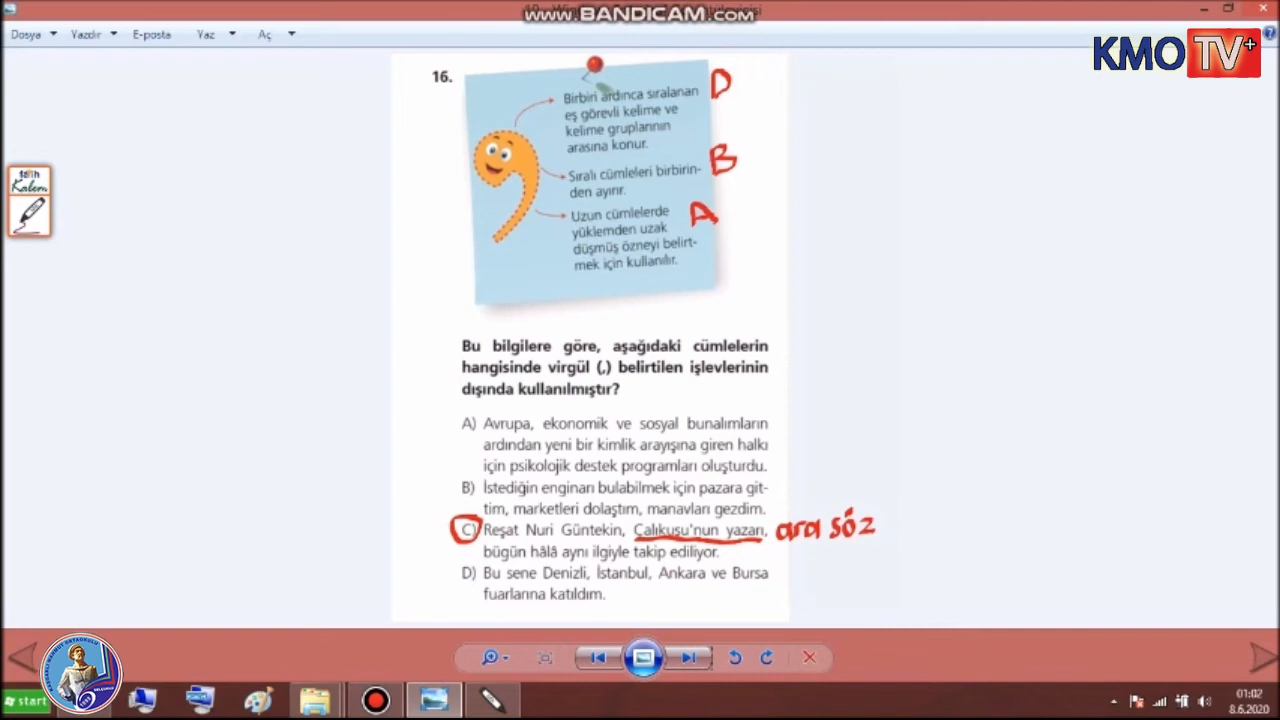 www.BANDICAM.com
Dosya Yazdır E-posta Yaz Aç
KMO TV+
16.
Birbiri ardınca sıralanan
eş görevli kelime ve
kelime gruplarının
arasına konur.
D
Sıralı cümleleri birbirin-
den ayırır.
B
Uzun cümlelerde
yüklemden uzak
düşmüş özneyi belirt-
mek için kullanılır.
A
fatih
Kalem
Bu bilgilere göre, aşağıdaki cümlelerin
hangisinde virgül (,) belirtilen işlevlerinin
dışında kullanılmıştır?
A) Avrupa, ekonomik ve sosyal bunalımların
ardından yeni bir kimlik arayışına giren halkı
için psikolojik destek programları oluşturdu.
B) İstediğin enginarı bulabilmek için pazara git-
tim, marketleri dolaştım, manavları gezdim.
C) Reşat Nuri Güntekin, Çalıkuşu'nun yazarı, ara söz
bügün hâlâ aynı ilgiyle takip ediliyor.
D) Bu sene Denizli, İstanbul, Ankara ve Bursa
fuarlarına katıldım.
start
01:02
8.6.2020